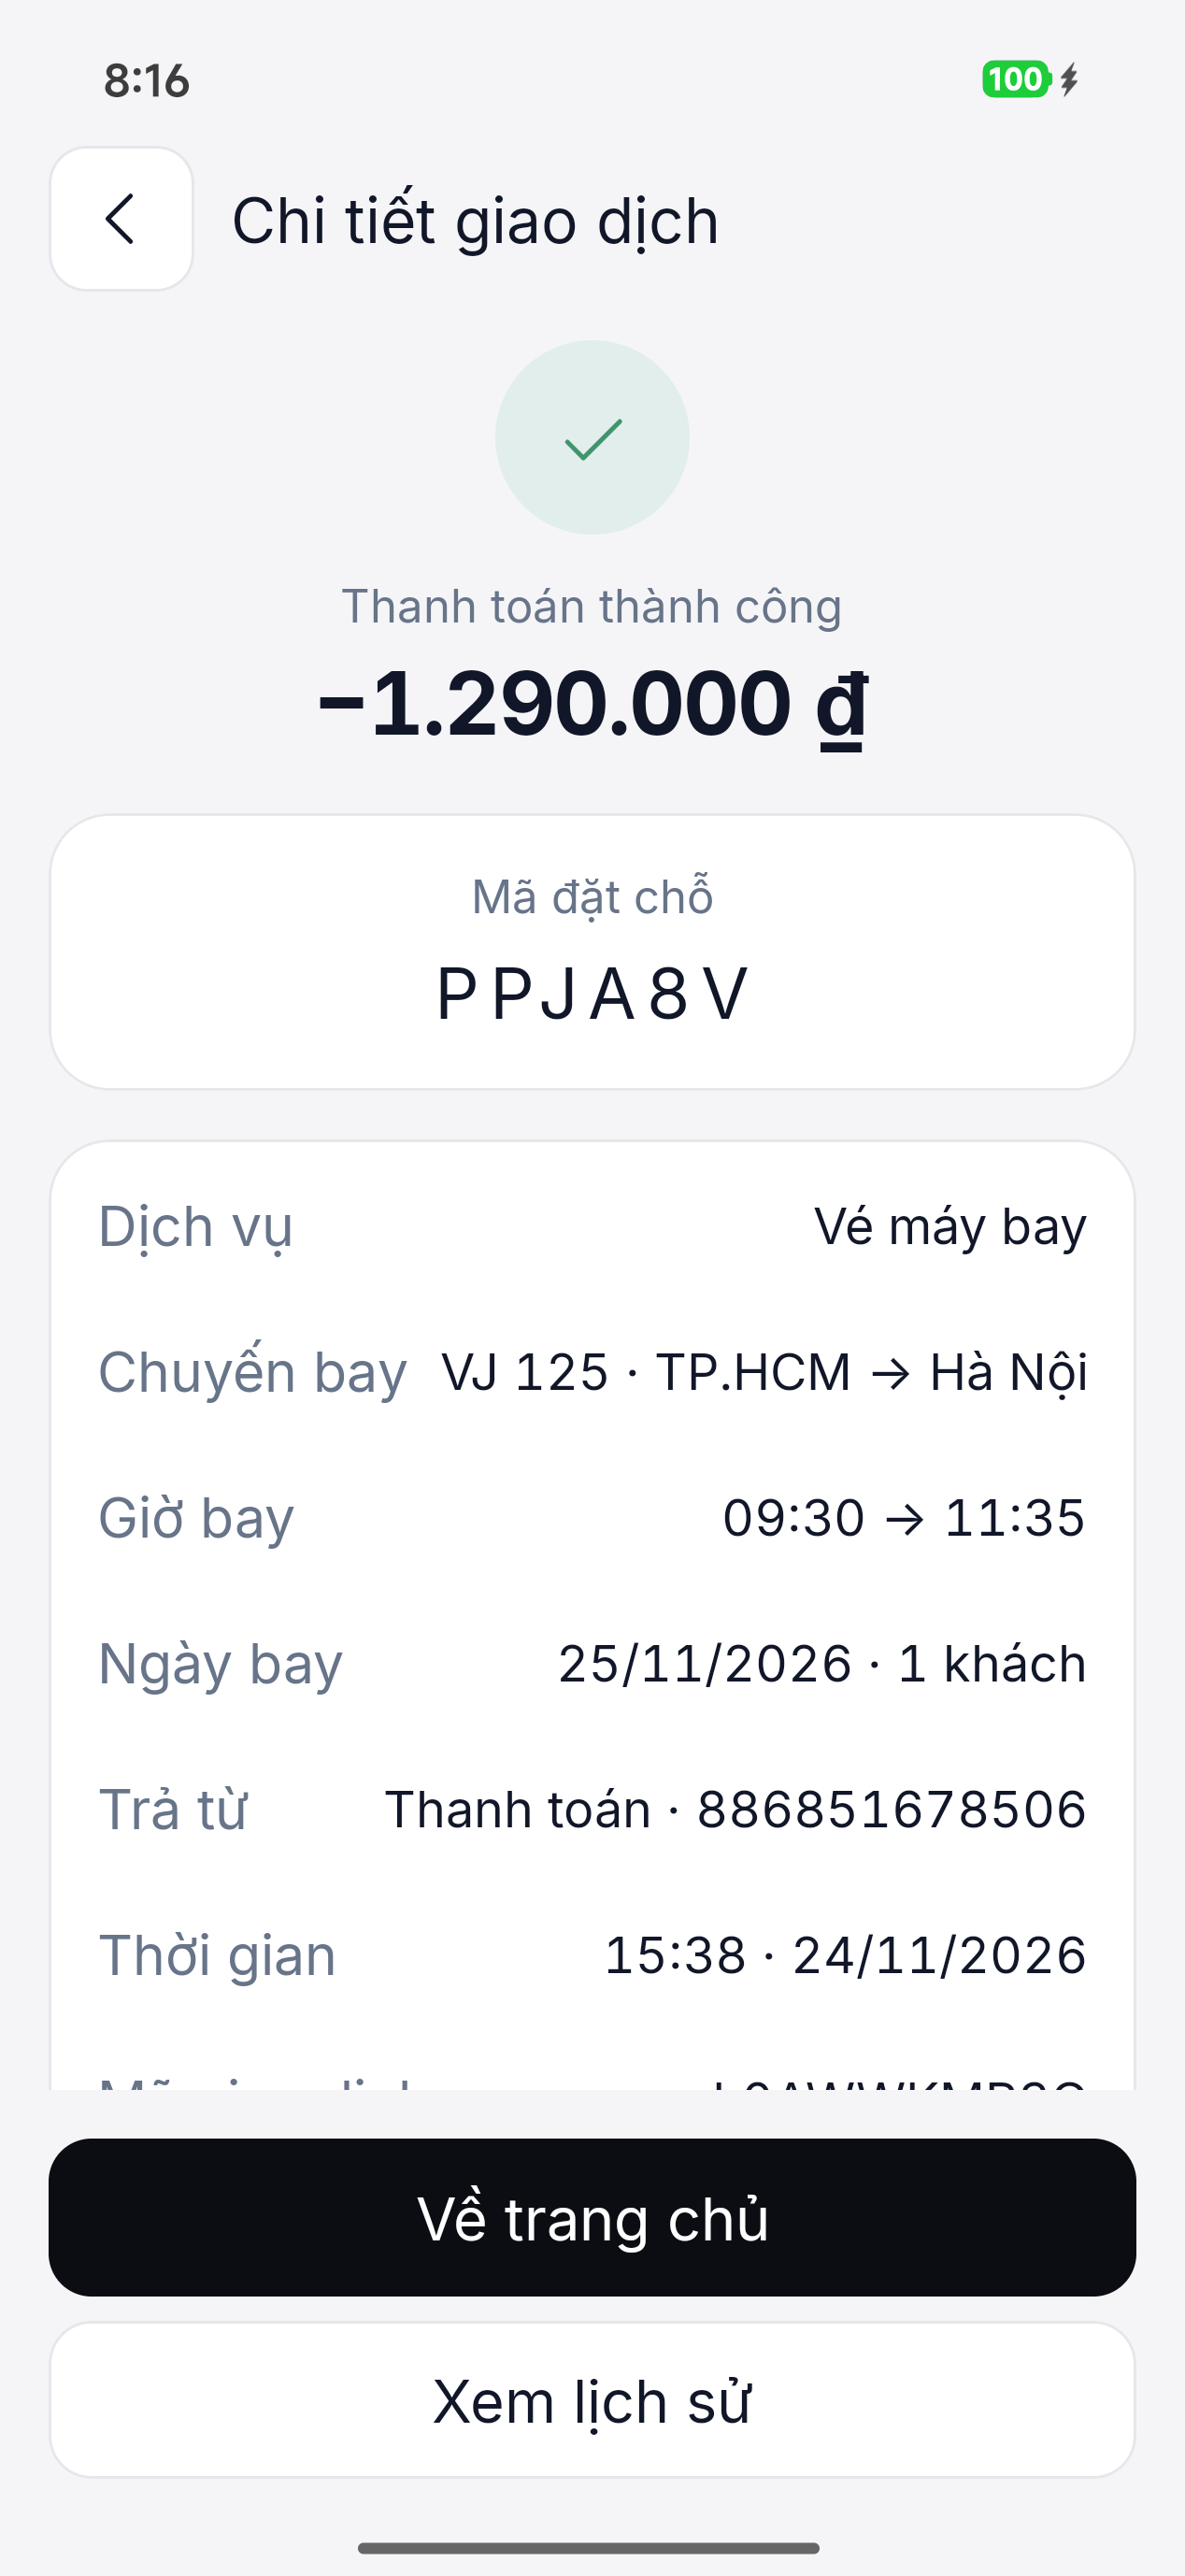 8:16
100
Chi tiết giao dịch
Thanh toán thành công
−1.290.000 ₫
Mã đặt chỗ
PPJA8V
Dịch vụ Vé máy bay
Chuyến bay VJ 125 · TP.HCM → Hà Nội
Giờ bay 09:30 → 11:35
Ngày bay 25/11/2026 · 1 khách
Trả từ Thanh toán · 886851678506
Thời gian 15:38 · 24/11/2026
Về trang chủ
Xem lịch sử